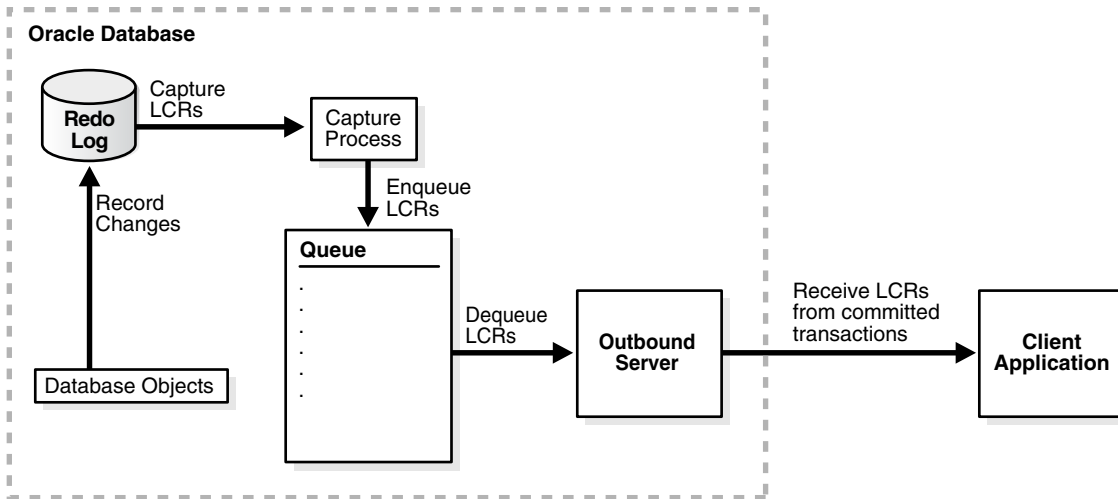 Oracle Database
Capture
LCRs
Redo
Log
Capture
Process
Record
Changes
Enqueue
LCRs
Queue
.
.
.
.
.
.
Dequeue
LCRs
Database Objects
Outbound
Server
Receive LCRs
from committed
transactions
Client
Application